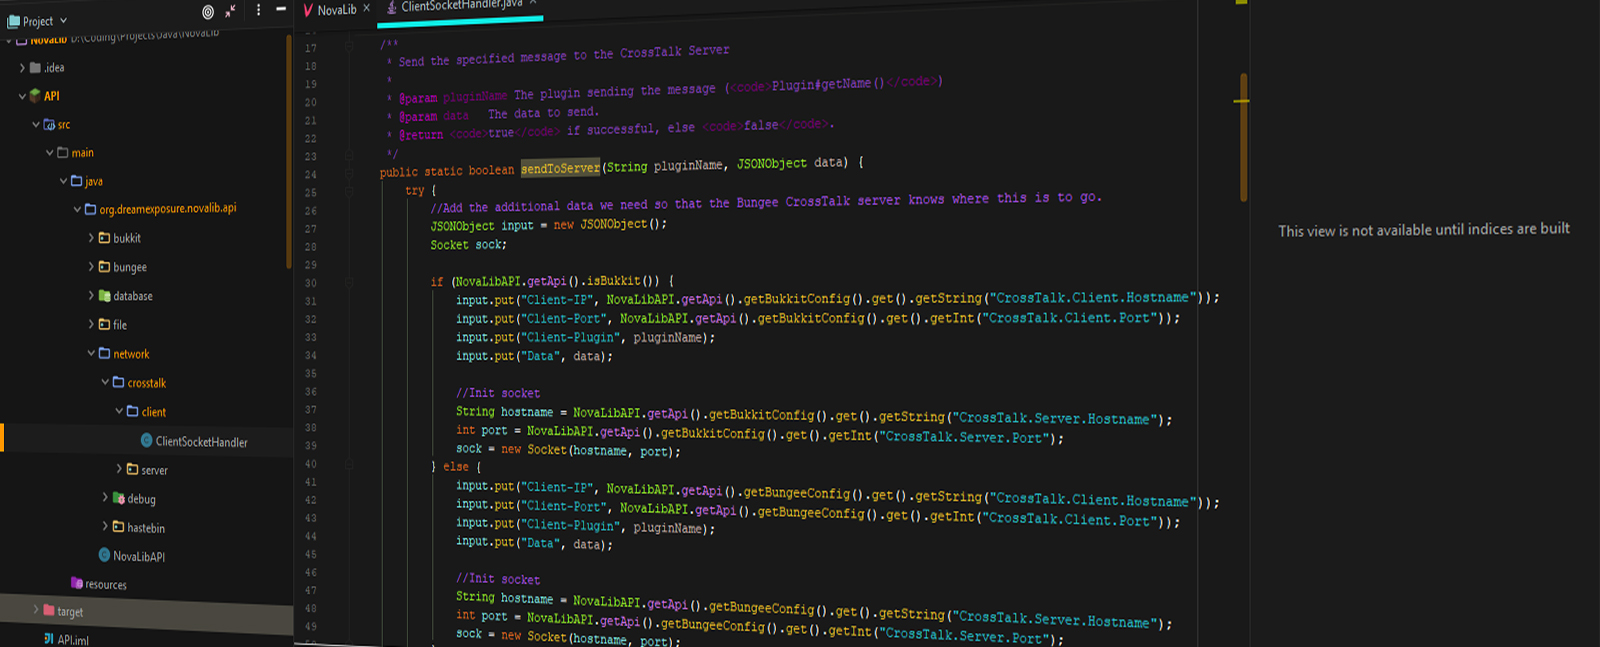 Project
NovaLib
ClientSocketHandler.java
NovaLib D:\Coding\Projects\Java\NovaLib
.idea
API
src
main
java
org.dreamexposure.novalib.api
bukkit
bungee
database
file
network
crosstalk
client
ClientSocketHandler
server
debug
hastebin
NovaLibAPI
resources
target
API.iml
17 /**
18 * Send the specified message to the CrossTalk Server
19 *
20 * @param pluginName The plugin sending the message (<code>Plugin#getName()</code>)
21 * @param data The data to send.
22 * @return <code>true</code> if successful, else <code>false</code>.
23 */
24 public static boolean sendToServer(String pluginName, JSONObject data) {
25 try {
26 //Add the additional data we need so that the Bungee CrossTalk server knows where this is to go.
27 JSONObject input = new JSONObject();
28 Socket sock;
29
30 if (NovaLibAPI.getApi().isBukkit()) {
31 input.put("Client-IP", NovaLibAPI.getApi().getBukkitConfig().get().getString("CrossTalk.Client.Hostname"));
32 input.put("Client-Port", NovaLibAPI.getApi().getBukkitConfig().get().getInt("CrossTalk.Client.Port"));
33 input.put("Client-Plugin", pluginName);
34 input.put("Data", data);
35
36 //Init socket
37 String hostname = NovaLibAPI.getApi().getBukkitConfig().get().getString("CrossTalk.Server.Hostname");
38 int port = NovaLibAPI.getApi().getBukkitConfig().get().getInt("CrossTalk.Server.Port");
39 sock = new Socket(hostname, port);
40 } else {
41 input.put("Client-IP", NovaLibAPI.getApi().getBungeeConfig().get().getString("CrossTalk.Client.Hostname"));
42 input.put("Client-Port", NovaLibAPI.getApi().getBungeeConfig().get().getInt("CrossTalk.Client.Port"));
43 input.put("Client-Plugin", pluginName);
44 input.put("Data", data);
45
46 //Init socket
47 String hostname = NovaLibAPI.getApi().getBungeeConfig().get().getString("CrossTalk.Server.Hostname");
48 int port = NovaLibAPI.getApi().getBungeeConfig().get().getInt("CrossTalk.Server.Port");
49 sock = new Socket(hostname, port);
This view is not available until indices are built